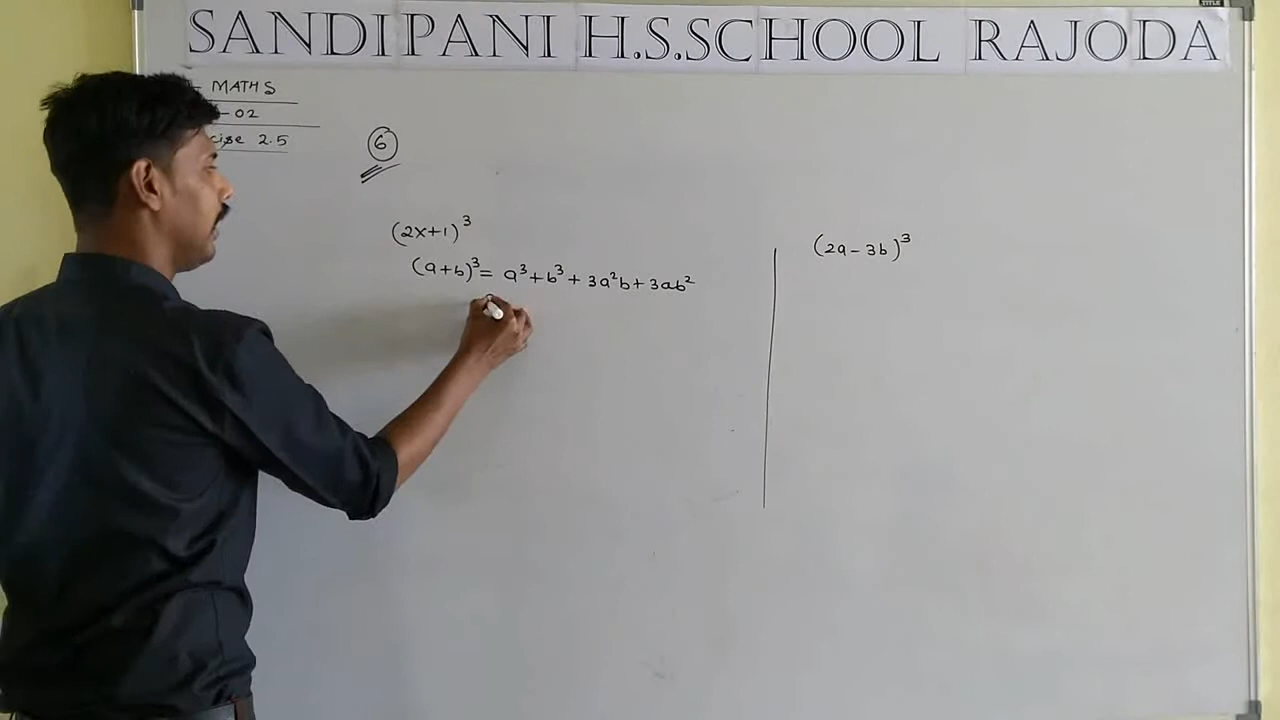 SANDIPANI H.S.SCHOOL RAJODA
MATHS
-02
cise 2.5
6
(2x+1)³
(a+b)³= a³+b³+3a²b+3ab²
(2a-3b)³